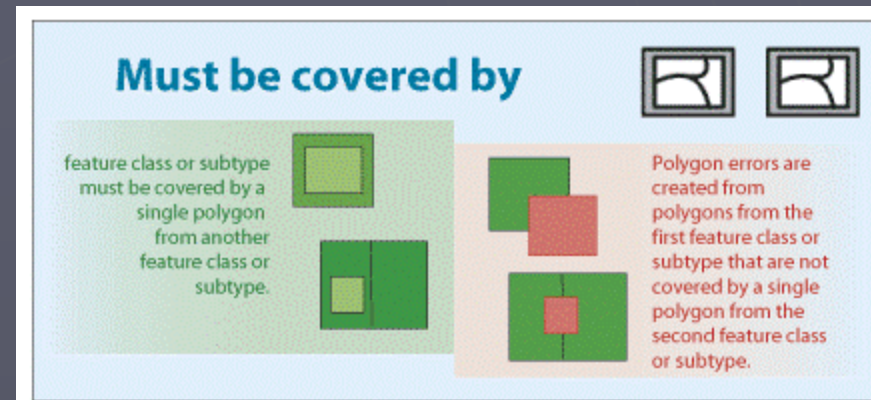 Must be covered by
feature class or subtype
must be covered by a
single polygon
from another
feature class or
subtype.
Polygon errors are
created from
polygons from the
first feature class or
subtype that are not
covered by a single
polygon from the
second feature class
or subtype.